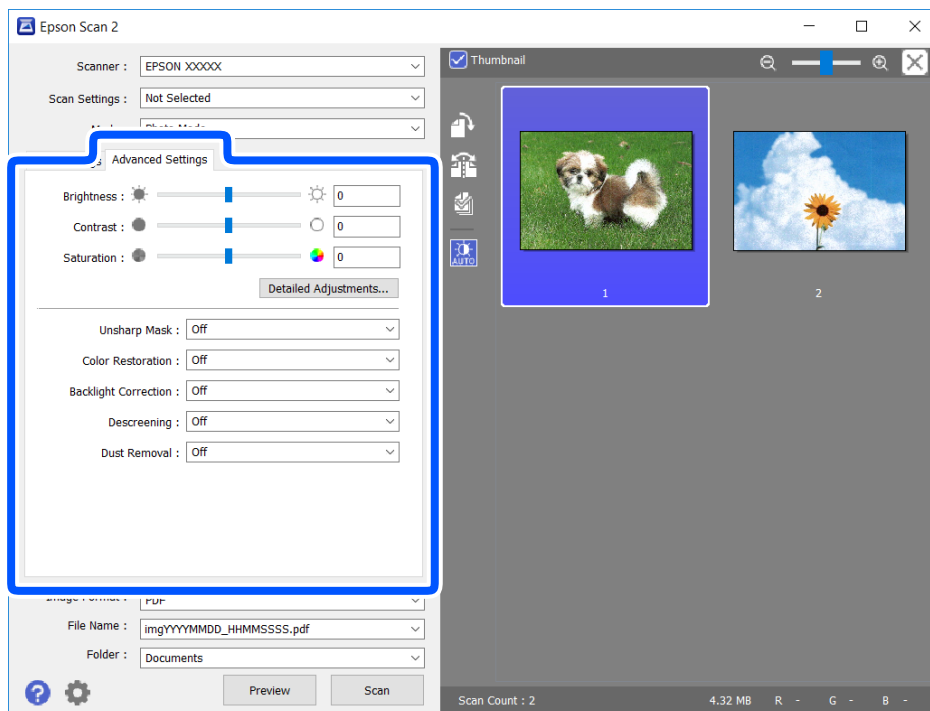 Epson Scan 2
Scanner : EPSON XXXXX
Scan Settings : Not Selected
Advanced Settings
Brightness : 0
Contrast : 0
Saturation : 0
Detailed Adjustments...
Unsharp Mask : Off
Color Restoration : Off
Backlight Correction : Off
Descreening : Off
Dust Removal : Off
PDF
File Name : imgYYYYMMDD_HHMMSSSS.pdf
Folder : Documents
Preview Scan
Thumbnail
AUTO
1 2
Scan Count : 2 4.32 MB R - G - B -